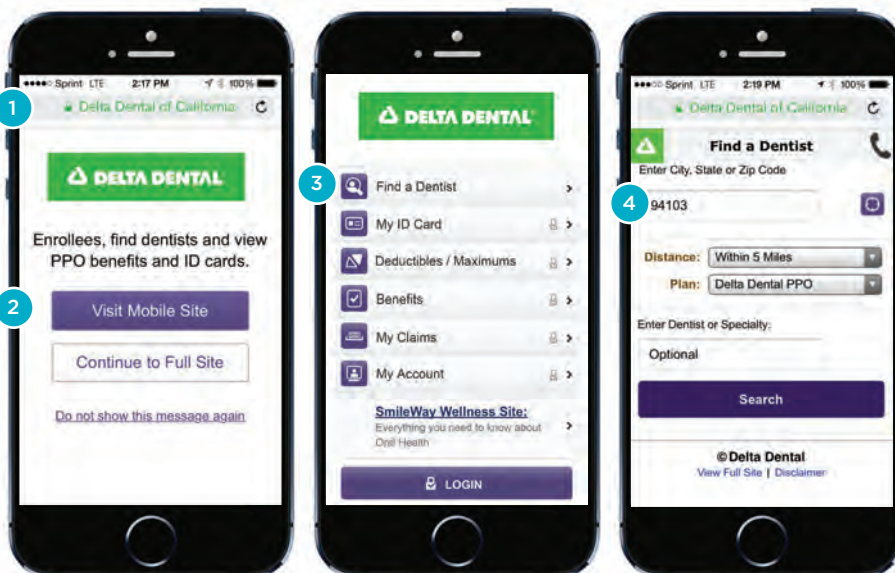 Sprint LTE 2:17 PM 100%
1
Delta Dental of California
DELTA DENTAL
Enrollees, find dentists and view
PPO benefits and ID cards.
2
Visit Mobile Site
Continue to Full Site
Do not show this message again
DELTA DENTAL
3
Find a Dentist
My ID Card
Deductibles / Maximums
Benefits
My Claims
My Account
SmileWay Wellness Site:
Everything you need to know about
Oral Health
LOGIN
Sprint LTE 2:19 PM 100%
Delta Dental of California
Find a Dentist
Enter City, State or Zip Code
4
94103
Distance: Within 5 Miles
Plan: Delta Dental PPO
Enter Dentist or Specialty:
Optional
Search
© Delta Dental
View Full Site | Disclaimer